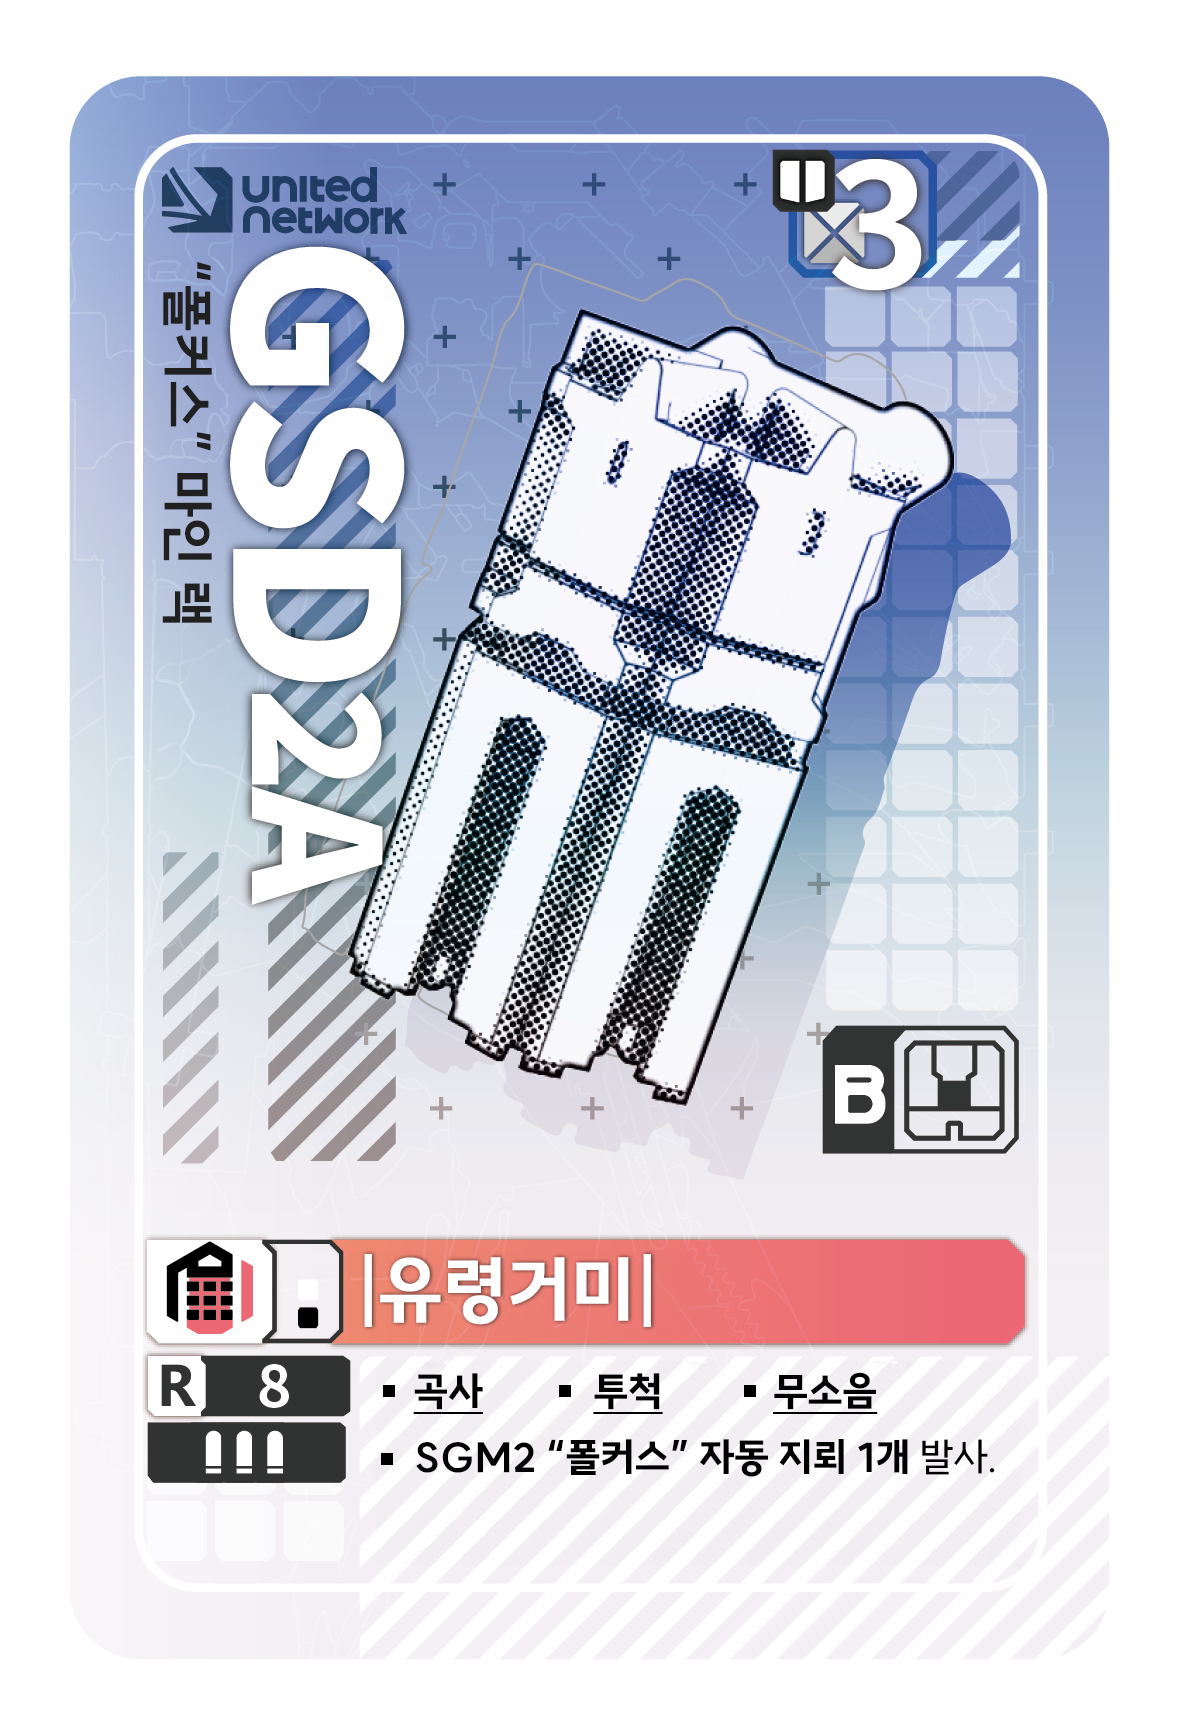 united
network
GSD2A
“폴커스” 마인 랙
3
B
|유령거미|
R 8
▪ 곡사 ▪ 투척 ▪ 무소음
▪ SGM2 “폴커스” 자동 지뢰 1개 발사.